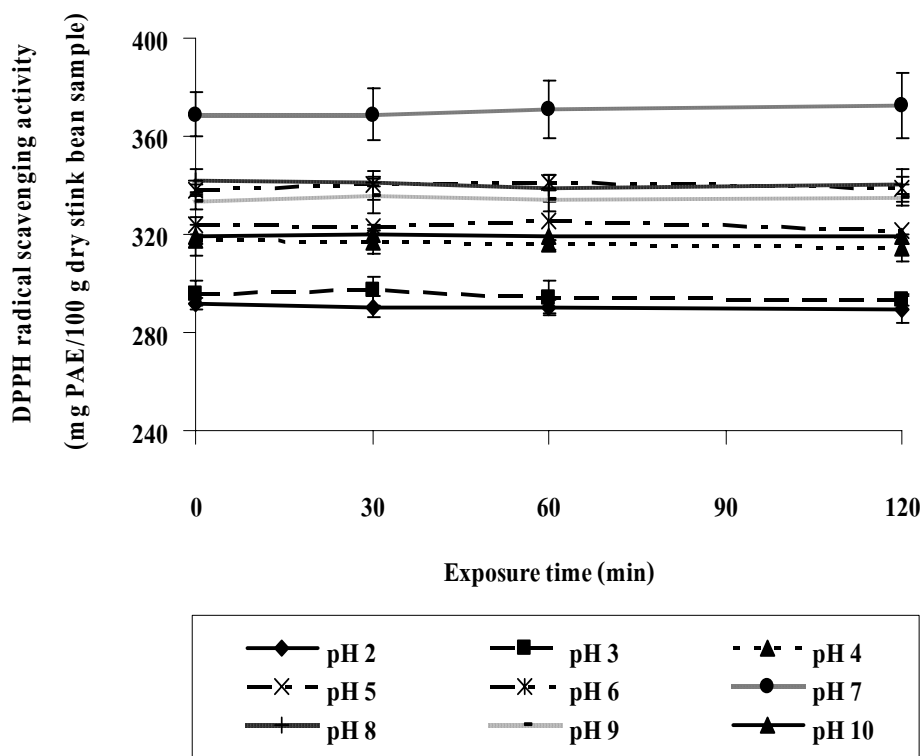 DPPH radical scavenging activity
(mg PAE/100 g dry stink bean sample)
400
360
320
280
240
0 30 60 90 120
Exposure time (min)
pH 2 pH 3 pH 4
pH 5 pH 6 pH 7
pH 8 pH 9 pH 10